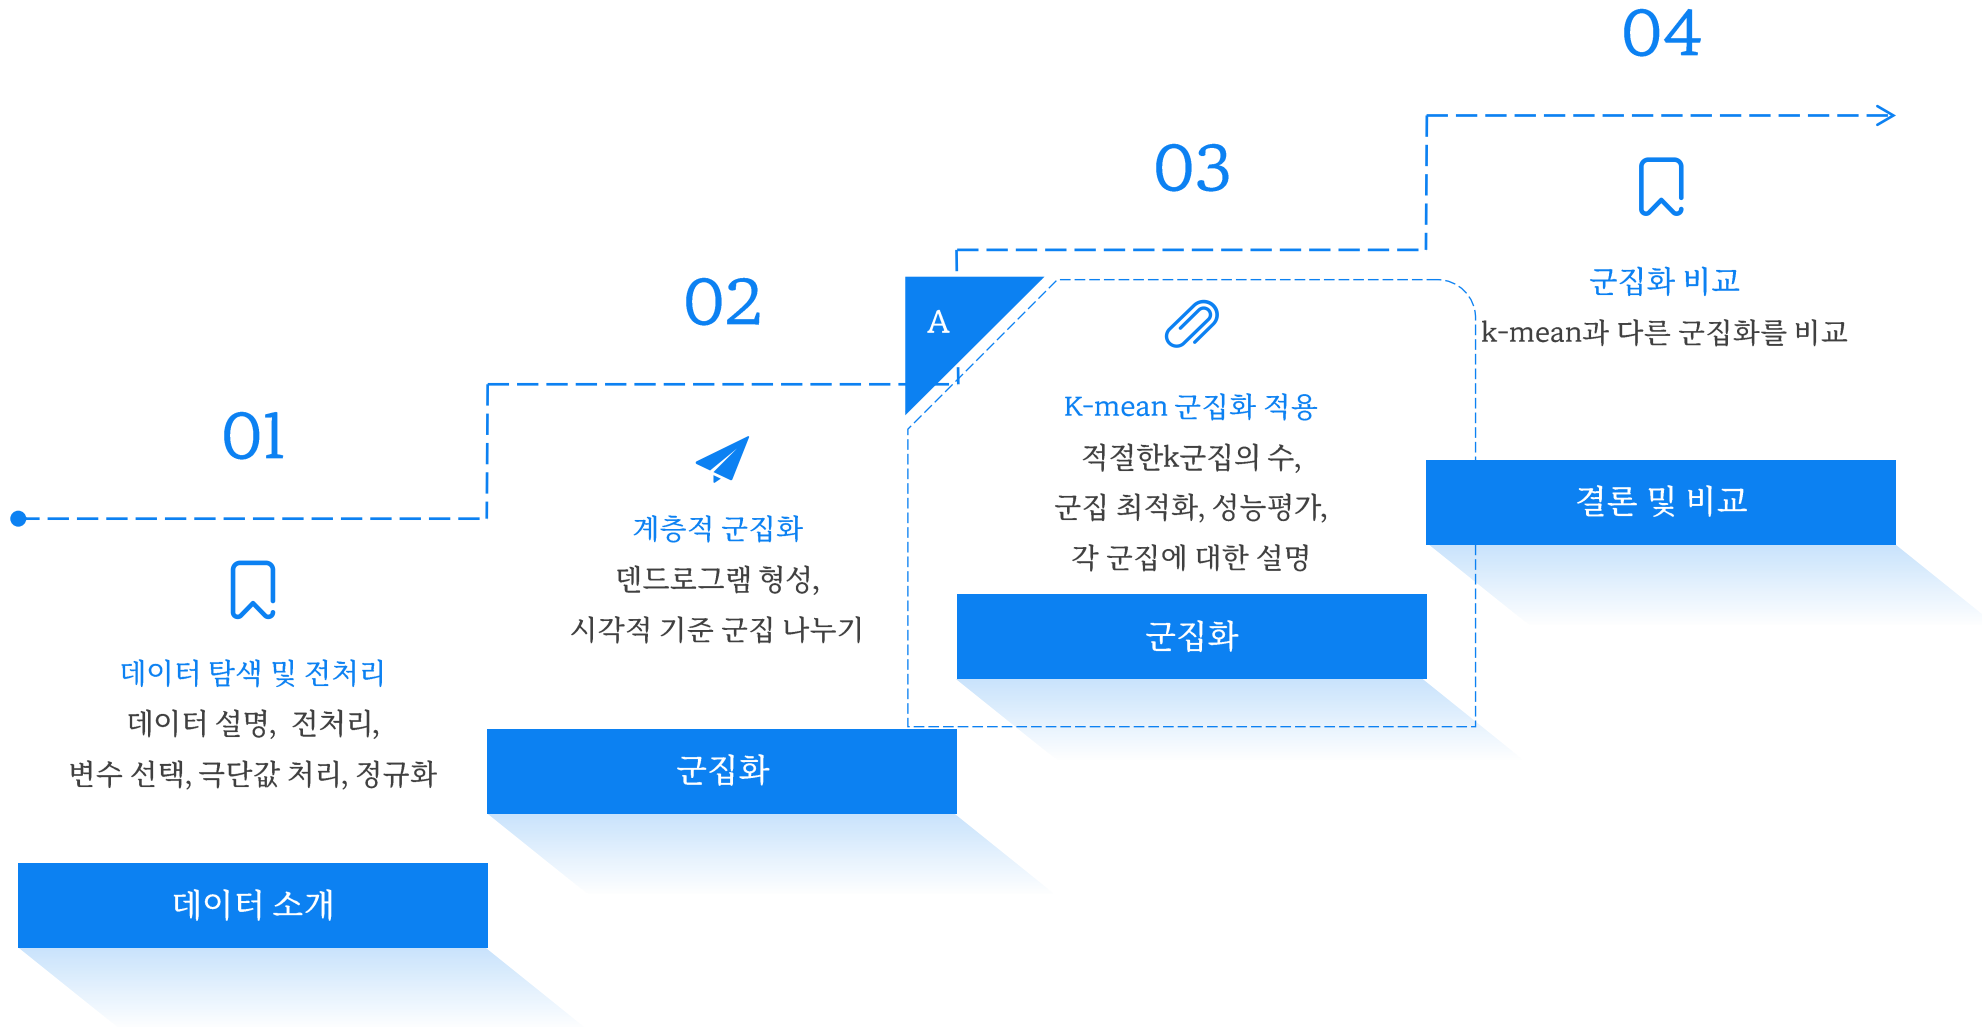 01
데이터 탐색 및 전처리
데이터 설명, 전처리,
변수 선택, 극단값 처리, 정규화
데이터 소개
02
계층적 군집화
덴드로그램 형성,
시각적 기준 군집 나누기
군집화
03
A
K-mean 군집화 적용
적절한k군집의 수,
군집 최적화, 성능평가,
각 군집에 대한 설명
군집화
04
군집화 비교
k-mean과 다른 군집화를 비교
결론 및 비교